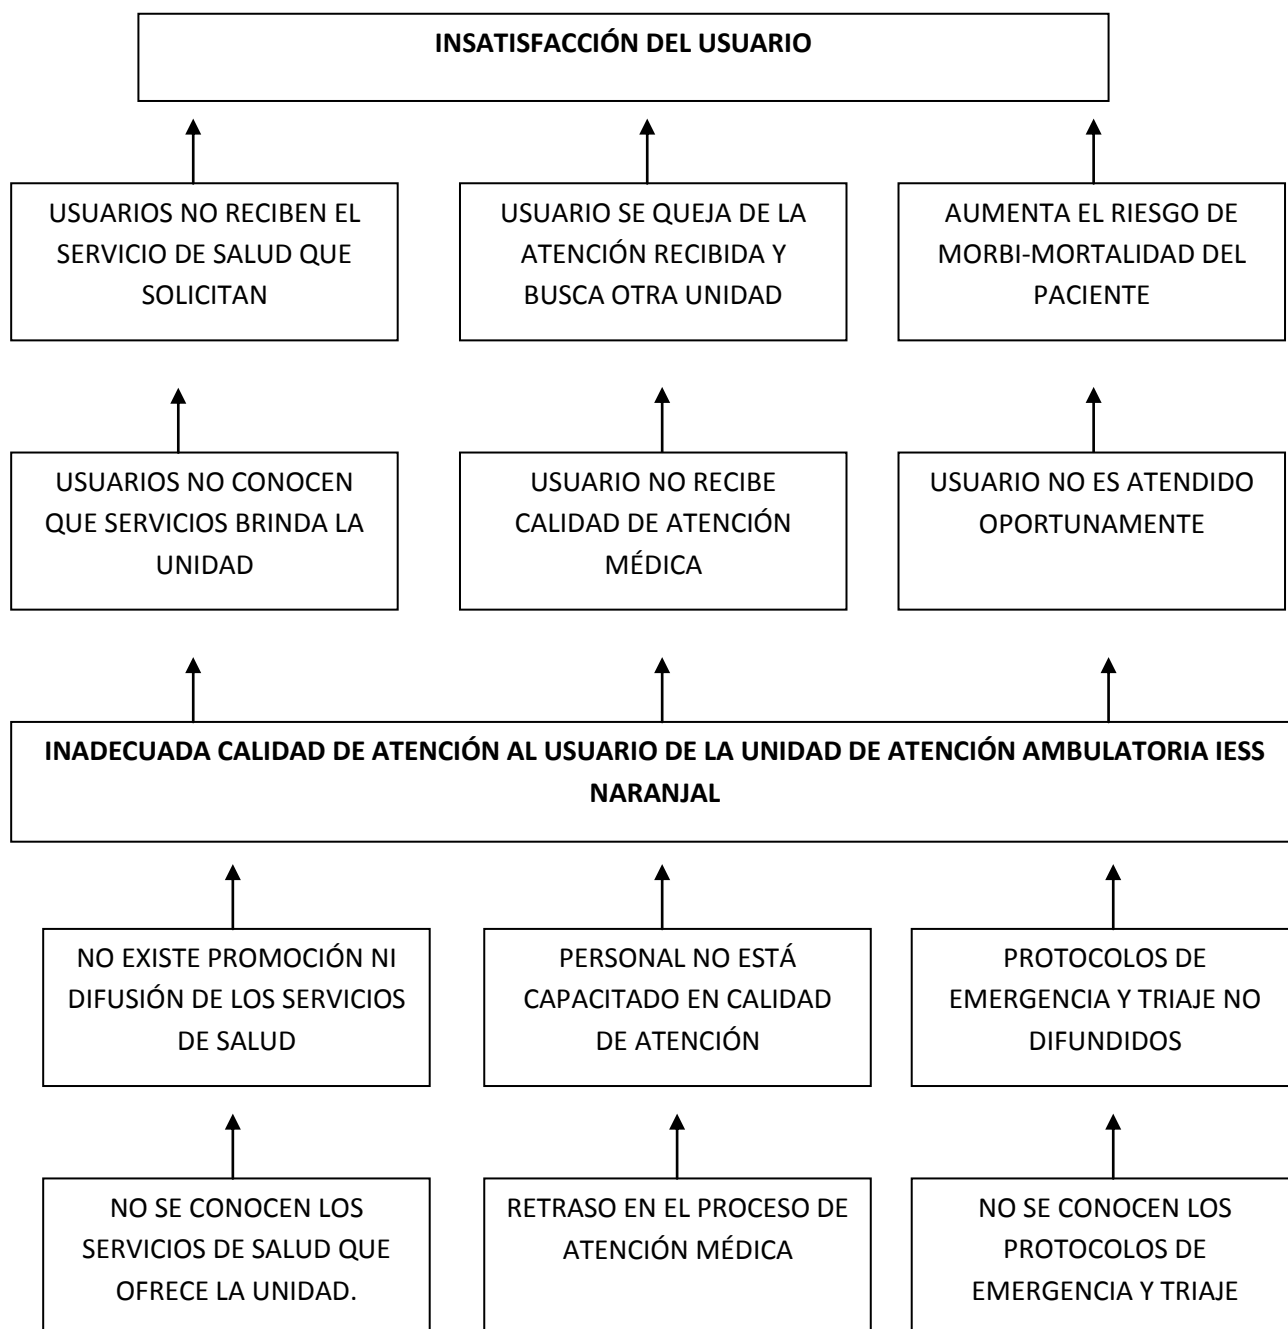 INSATISFACCIÓN DEL USUARIO
USUARIOS NO RECIBEN EL
SERVICIO DE SALUD QUE
SOLICITAN
USUARIO SE QUEJA DE LA
ATENCIÓN RECIBIDA Y
BUSCA OTRA UNIDAD
AUMENTA EL RIESGO DE
MORBI-MORTALIDAD DEL
PACIENTE
USUARIOS NO CONOCEN
QUE SERVICIOS BRINDA LA
UNIDAD
USUARIO NO RECIBE
CALIDAD DE ATENCIÓN
MÉDICA
USUARIO NO ES ATENDIDO
OPORTUNAMENTE
INADECUADA CALIDAD DE ATENCIÓN AL USUARIO DE LA UNIDAD DE ATENCIÓN AMBULATORIA IESS
NARANJAL
NO EXISTE PROMOCIÓN NI
DIFUSIÓN DE LOS SERVICIOS
DE SALUD
PERSONAL NO ESTÁ
CAPACITADO EN CALIDAD
DE ATENCIÓN
PROTOCOLOS DE
EMERGENCIA Y TRIAJE NO
DIFUNDIDOS
NO SE CONOCEN LOS
SERVICIOS DE SALUD QUE
OFRECE LA UNIDAD.
RETRASO EN EL PROCESO DE
ATENCIÓN MÉDICA
NO SE CONOCEN LOS
PROTOCOLOS DE
EMERGENCIA Y TRIAJE